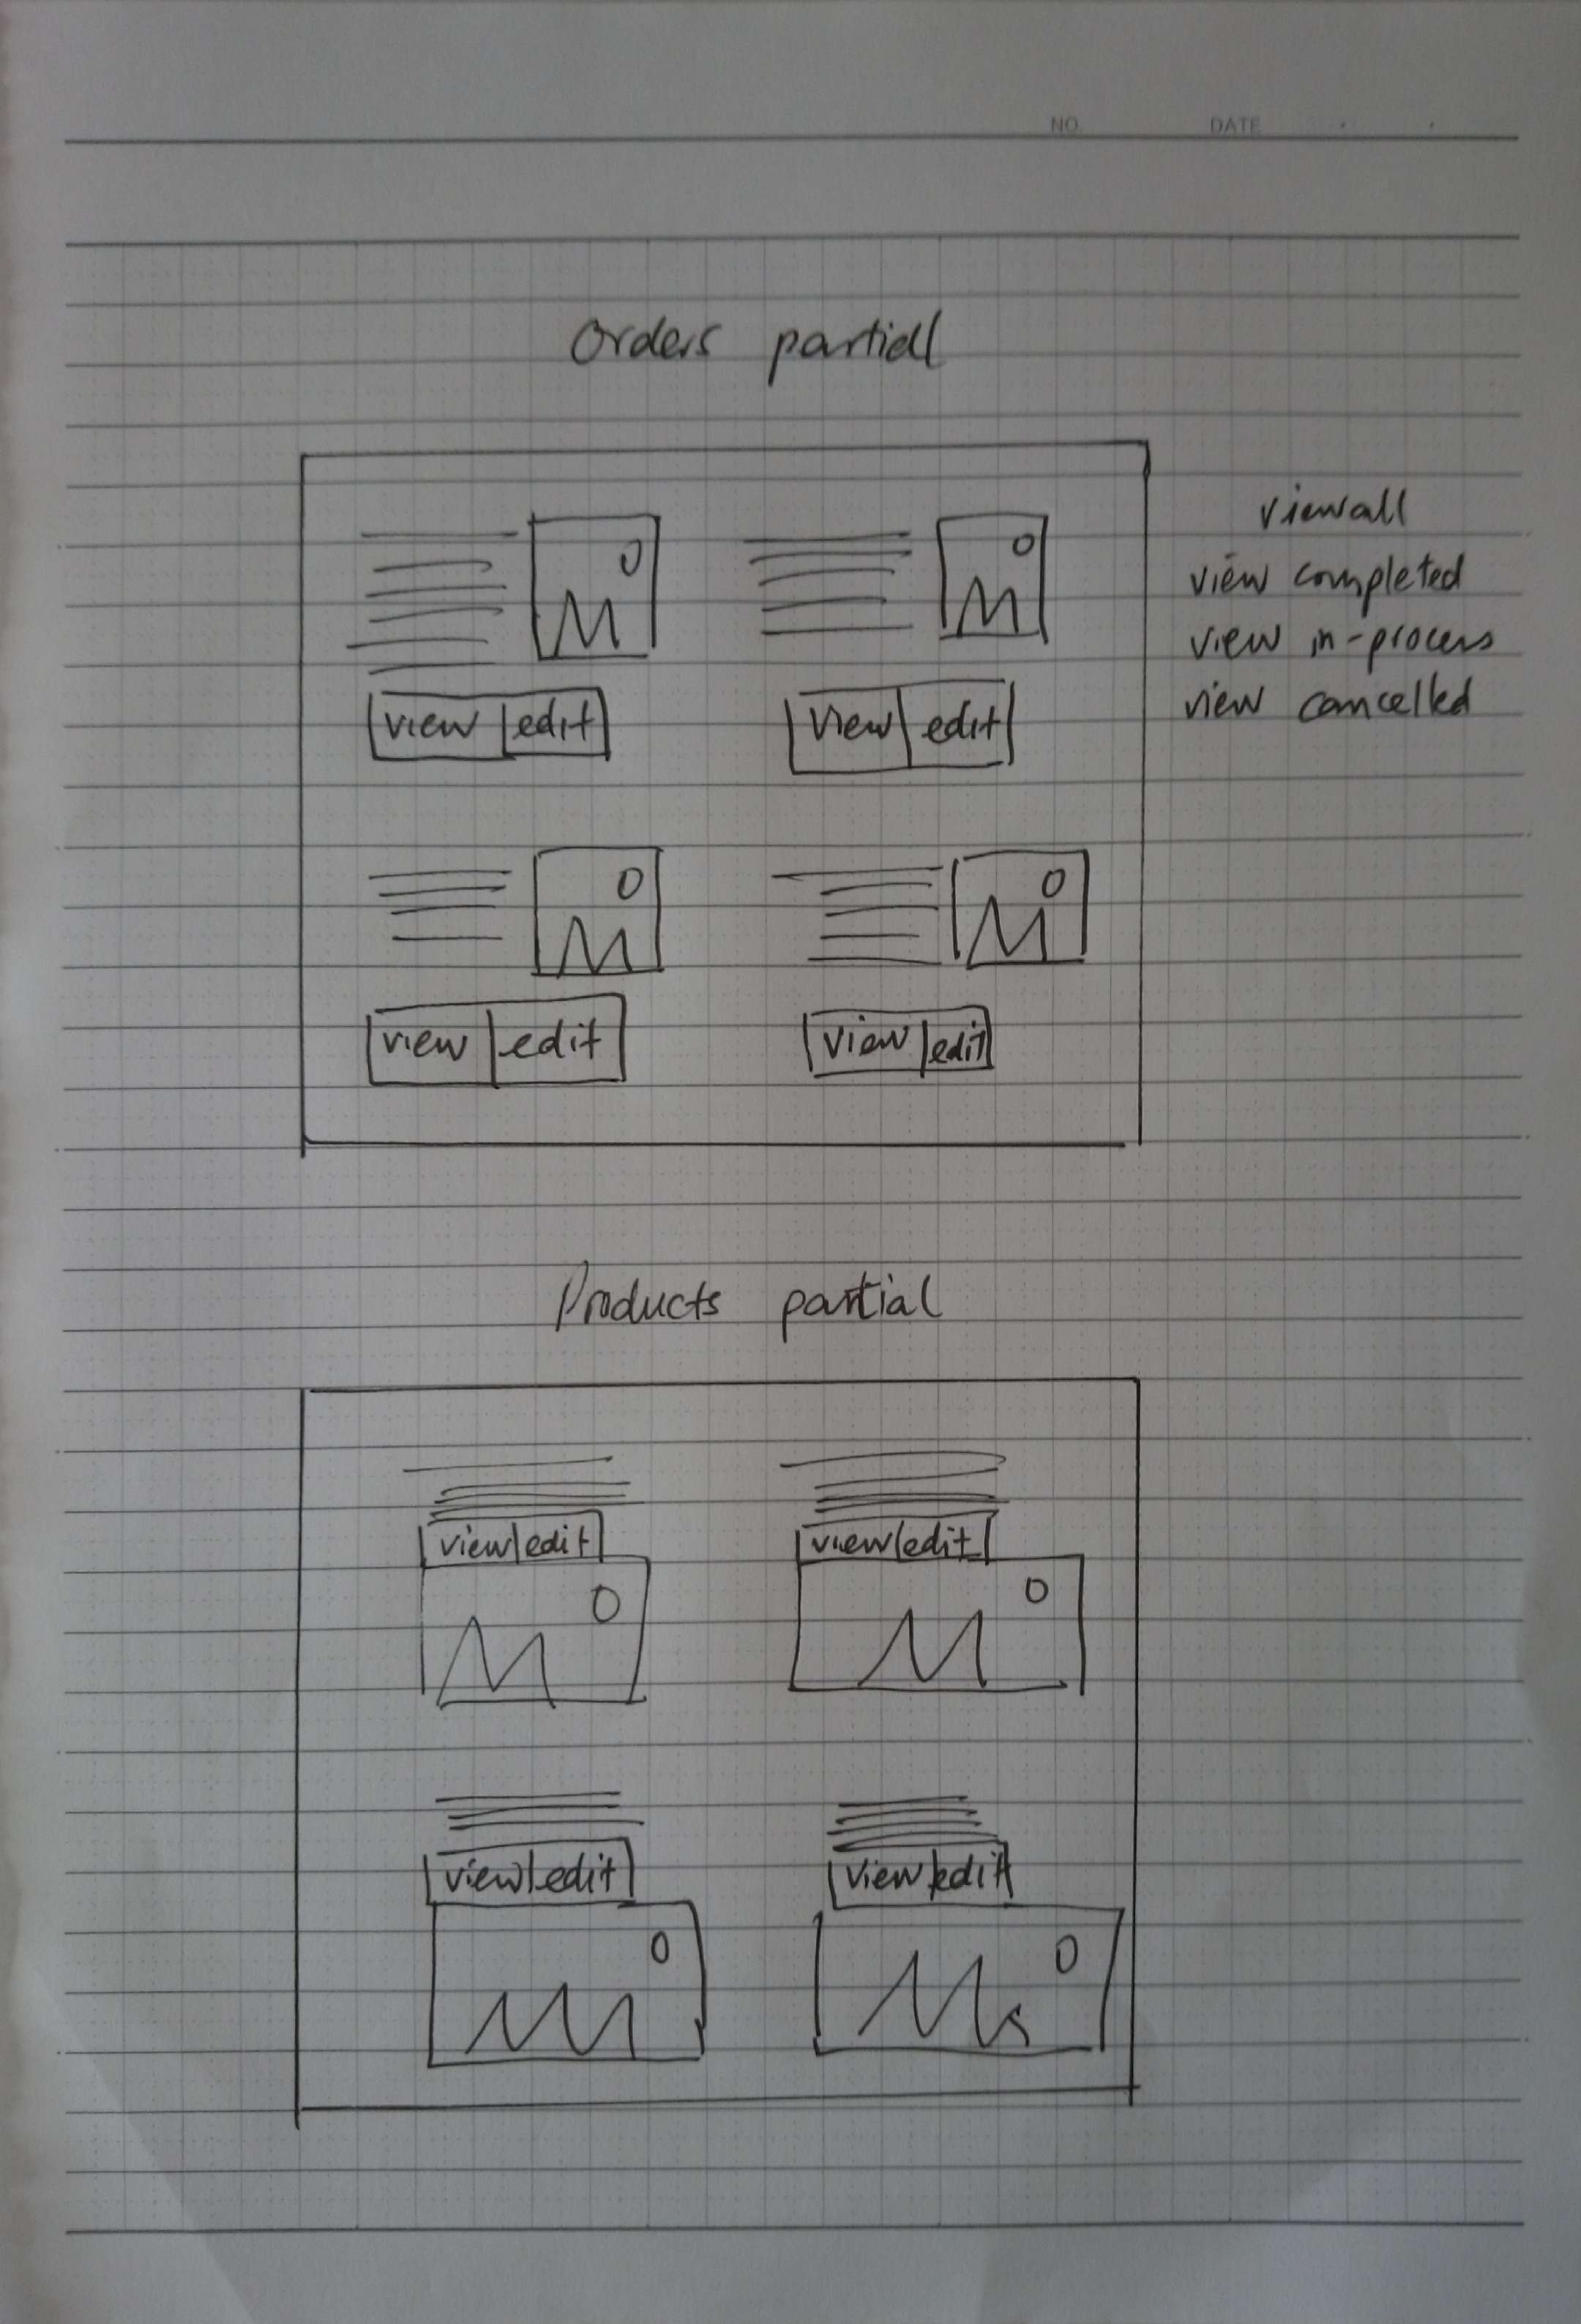 NO.
DATE
Orders partial
viewall
view completed
view in-process
view cancelled
view edit
view edit
view edit
view edit
Products partial
view edit
view edit
view edit
view edit